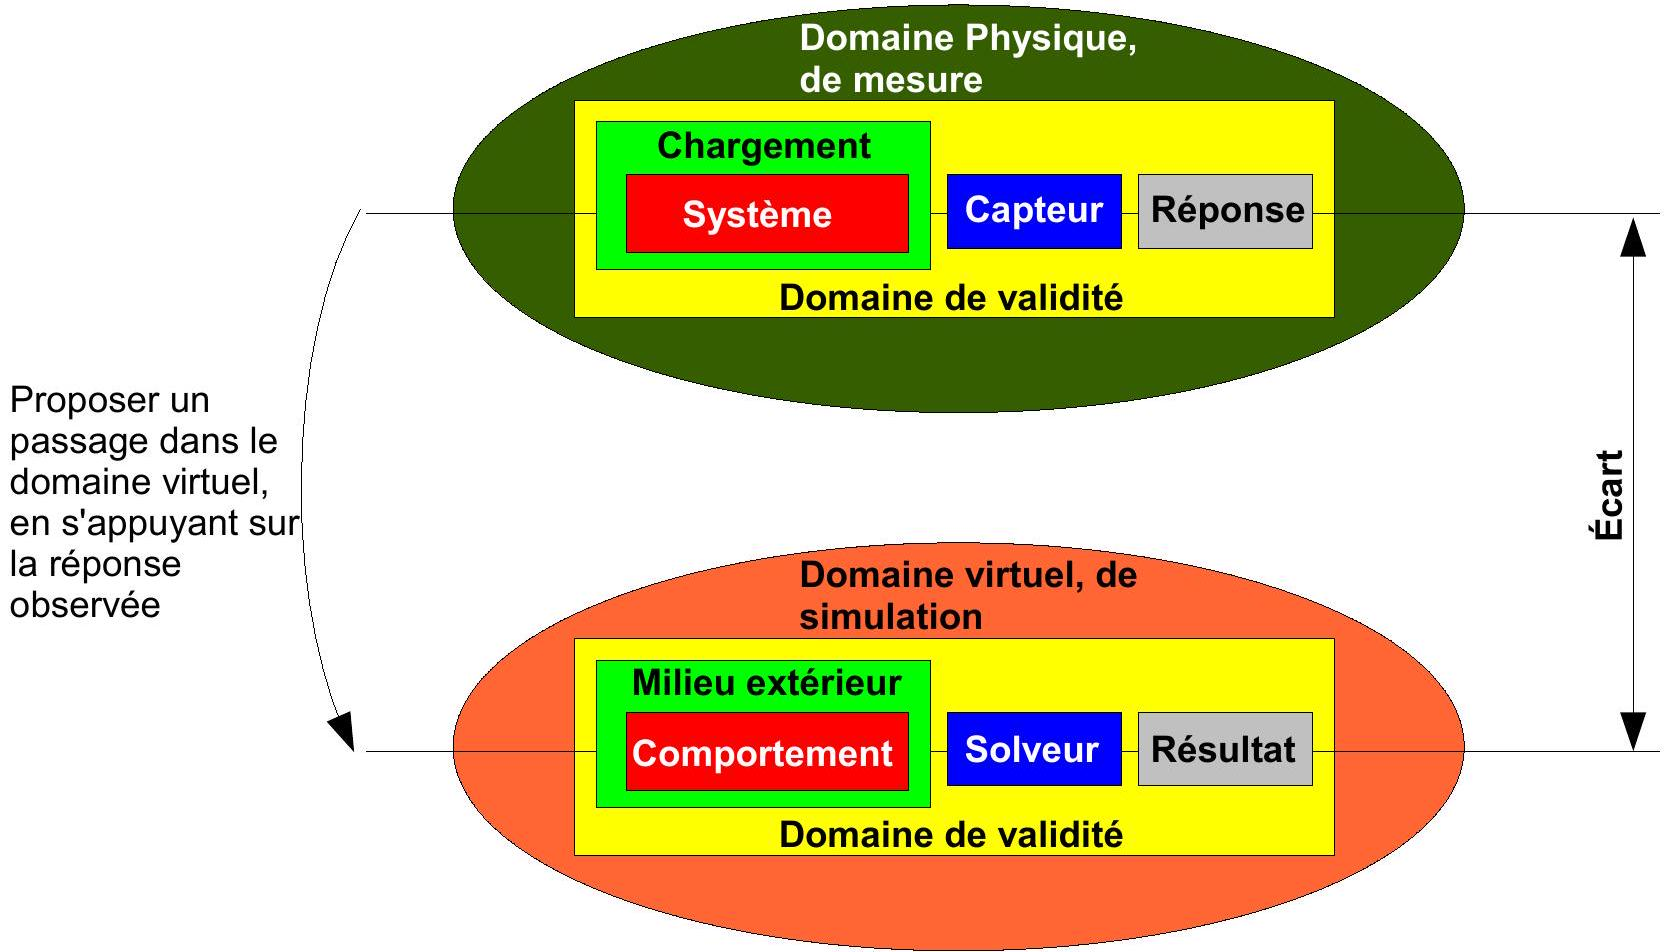 Domaine Physique,
de mesure
Chargement
Système
Capteur
Réponse
Domaine de validité
Proposer un
passage dans le
domaine virtuel,
en s'appuyant sur
la réponse
observée
Écart
Domaine virtuel, de
simulation
Milieu extérieur
Comportement
Solveur
Résultat
Domaine de validité